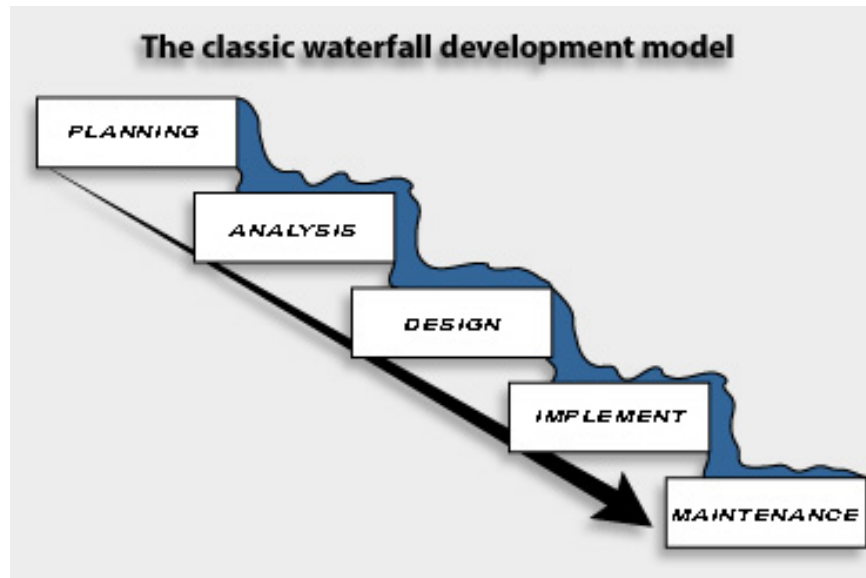 The classic waterfall development model
PLANNING
ANALYSIS
DESIGN
IMPLEMENT
MAINTENANCE